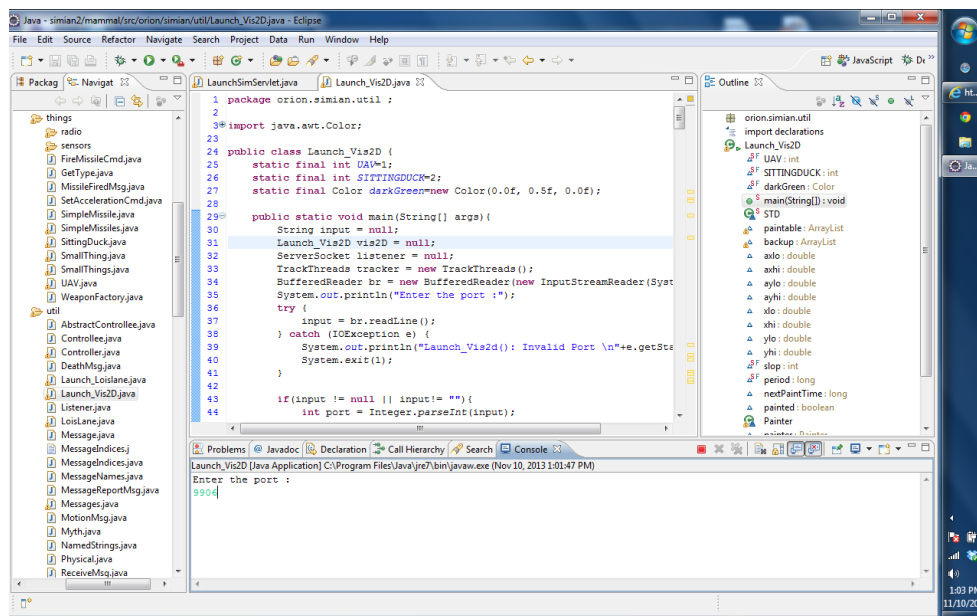 Java - simian2/mammal/src/orion/simian/util/Launch_Vis2D.java - Eclipse
File Edit Source Refactor Navigate Search Project Data Run Window Help
JavaScript
Packag Navigat
things
radio
sensors
FireMissileCmd.java
GetType.java
MissileFiredMsg.java
SetAccelerationCmd.java
SimpleMissile.java
SimpleMissiles.java
SittingDuck.java
SmallThing.java
SmallThings.java
UAV.java
WeaponFactory.java
util
AbstractControllee.java
Controllee.java
Controller.java
DeathMsg.java
Launch_Loislane.java
Launch_Vis2D.java
Listener.java
LoisLane.java
Message.java
MessageIndices.j
MessageIndices.java
MessageNames.java
MessageReportMsg.java
Messages.java
MotionMsg.java
Myth.java
NamedStrings.java
Physical.java
ReceiveMsg.java
LaunchSimServlet.java Launch_Vis2D.java
1 package orion.simian.util ;
2
3 import java.awt.Color;
23
24 public class Launch_Vis2D {
25 static final int UAV=1;
26 static final int SITTINGDUCK=2;
27 static final Color darkGreen=new Color(0.0f, 0.5f, 0.0f);
28
29 public static void main(String[] args){
30 String input = null;
31 Launch_Vis2D vis2D = null;
32 ServerSocket listener = null;
33 TrackThreads tracker = new TrackThreads();
34 BufferedReader br = new BufferedReader(new InputStreamReader(Syst
35 System.out.println("Enter the port :");
36 try {
37 input = br.readLine();
38 } catch (IOException e) {
39 System.out.println("Launch_Vis2d(): Invalid Port \n"+e.getSta
40 System.exit(1);
41 }
42
43 if(input != null || input!= ""){
44 int port = Integer.parseInt(input);
Outline
orion.simian.util
import declarations
Launch_Vis2D
UAV : int
SITTINGDUCK : int
darkGreen : Color
main(String[]) : void
STD
paintable : ArrayList
backup : ArrayList
axlo : double
axhi : double
aylo : double
ayhi : double
xlo : double
xhi : double
ylo : double
yhi : double
slop : int
period : long
nextPaintTime : long
painted : boolean
Painter
Problems @ Javadoc Declaration Call Hierarchy Search Console
Launch_Vis2D [Java Application] C:\Program Files\Java\jre7\bin\javaw.exe (Nov 10, 2013 1:01:47 PM)
Enter the port :
9906
ht...
Ja...
1:03 PM
11/10/20